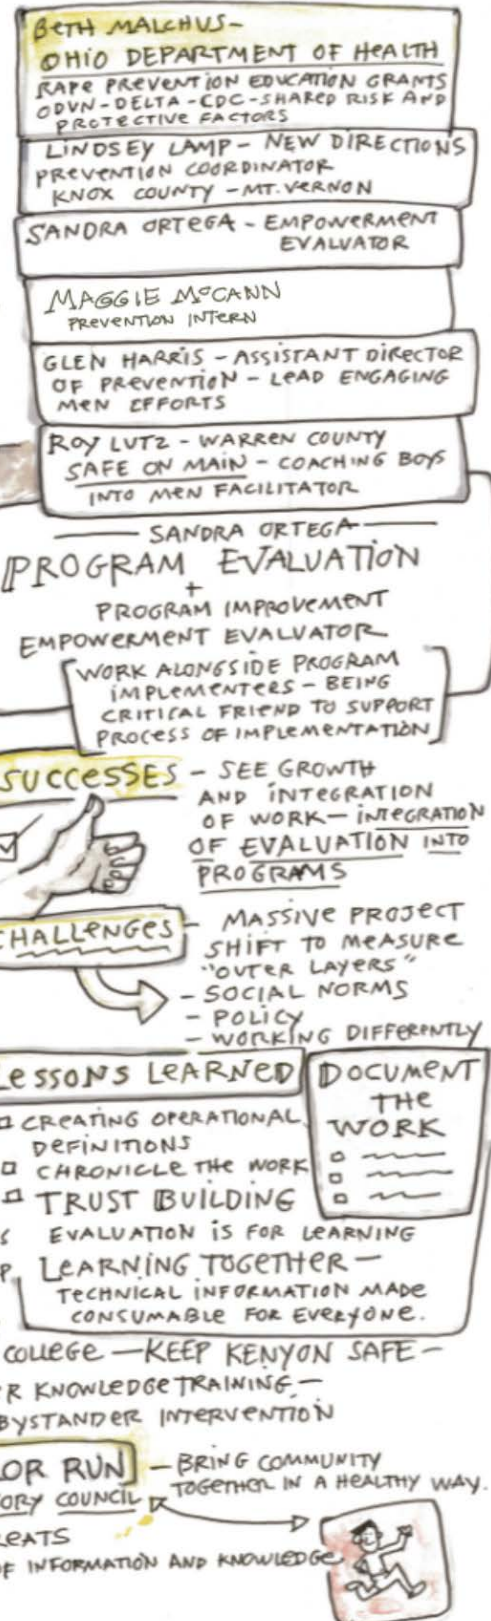 BETH MALCHUS-
OHIO DEPARTMENT OF HEALTH
RAPE PREVENTION EDUCATION GRANTS
ODVN-DELTA-CDC-SHARED RISK AND
PROTECTIVE FACTORS
LINDSEY LAMP- NEW DIRECTIONS
PREVENTION COORDINATOR
KNOX COUNTY -MT. VERNON
SANDRA ORTEGA - EMPOWERMENT
EVALUATOR
MAGGIE McCANN
PREVENTION INTERN
GLEN HARRIS - ASSISTANT DIRECTOR
OF PREVENTION - LEAD ENGAGING
MEN EFFORTS
ROY LUTZ - WARREN COUNTY
SAFE ON MAIN - COACHING BOYS
INTO MEN FACILITATOR
SANDRA ORTEGA
PROGRAM EVALUATION
+
PROGRAM IMPROVEMENT
EMPOWERMENT EVALUATOR
WORK ALONGSIDE PROGRAM
IMPLEMENTERS - BEING
CRITICAL FRIEND TO SUPPORT
PROCESS OF IMPLEMENTATION
SUCCESSES - SEE GROWTH
AND INTEGRATION
OF WORK - INTEGRATION
OF EVALUATION INTO
PROGRAMS
CHALLENGES - MASSIVE PROJECT
SHIFT TO MEASURE
"OUTER LAYERS"
- SOCIAL NORMS
- POLICY
- WORKING DIFFERENTLY
LESSONS LEARNED
CREATING OPERATIONAL
DEFINITIONS
CHRONICLE THE WORK
TRUST BUILDING
EVALUATION IS FOR LEARNING
LEARNING TOGETHER -
TECHNICAL INFORMATION MADE
CONSUMABLE FOR EVERYONE.
DOCUMENT
THE
WORK
COLLEGE - KEEP KENYON SAFE -
R KNOWLEDGE TRAINING -
BYSTANDER INTERVENTION
LOR RUN - BRING COMMUNITY
TOGETHER IN A HEALTHY WAY.
ORY COUNCIL
REATS
OF INFORMATION AND KNOWLEDGE